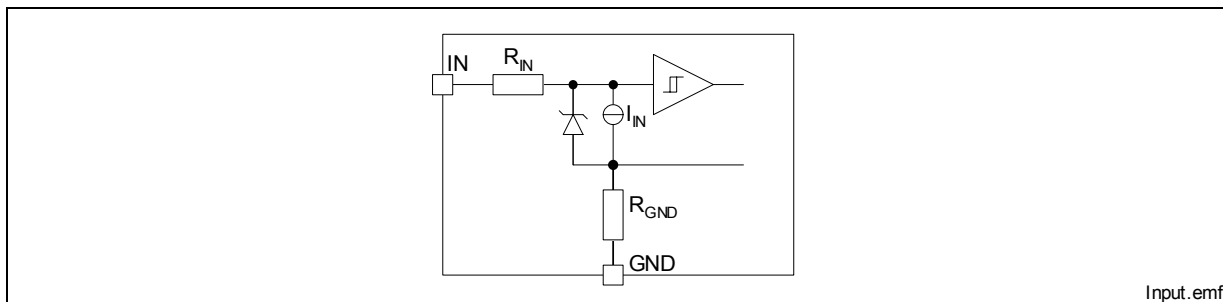 IN
R_IN
I_IN
R_GND
GND
Input.emf